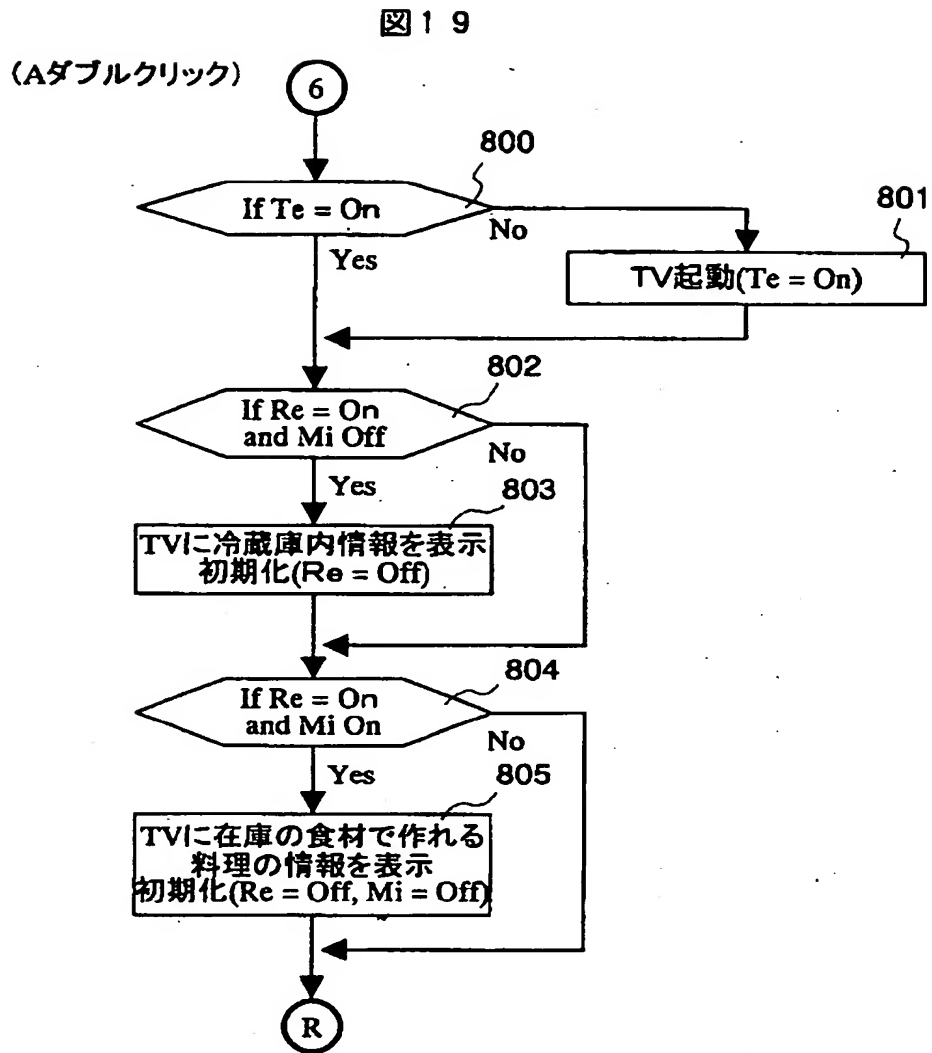 図１９
(Aダブルクリック)
6
800
If Te = On
No
801
Yes
TV起動(Te = On)
802
If Re = On
and Mi Off
No
Yes
803
TVに冷蔵庫内情報を表示
初期化(Re = Off)
804
If Re = On
and Mi On
No
Yes
805
TVに在庫の食材で作れる
料理の情報を表示
初期化(Re = Off, Mi = Off)
R